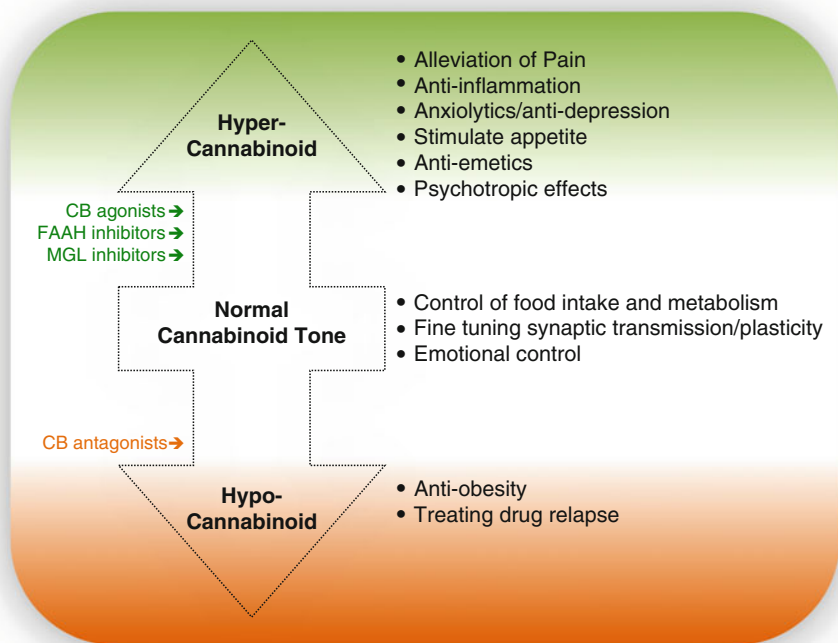 Hyper-
Cannabinoid
• Alleviation of Pain
• Anti-inflammation
• Anxiolytics/anti-depression
• Stimulate appetite
• Anti-emetics
• Psychotropic effects
CB agonists➔
FAAH inhibitors➔
MGL inhibitors➔
Normal
Cannabinoid Tone
• Control of food intake and metabolism
• Fine tuning synaptic transmission/plasticity
• Emotional control
CB antagonists➔
Hypo-
Cannabinoid
• Anti-obesity
• Treating drug relapse